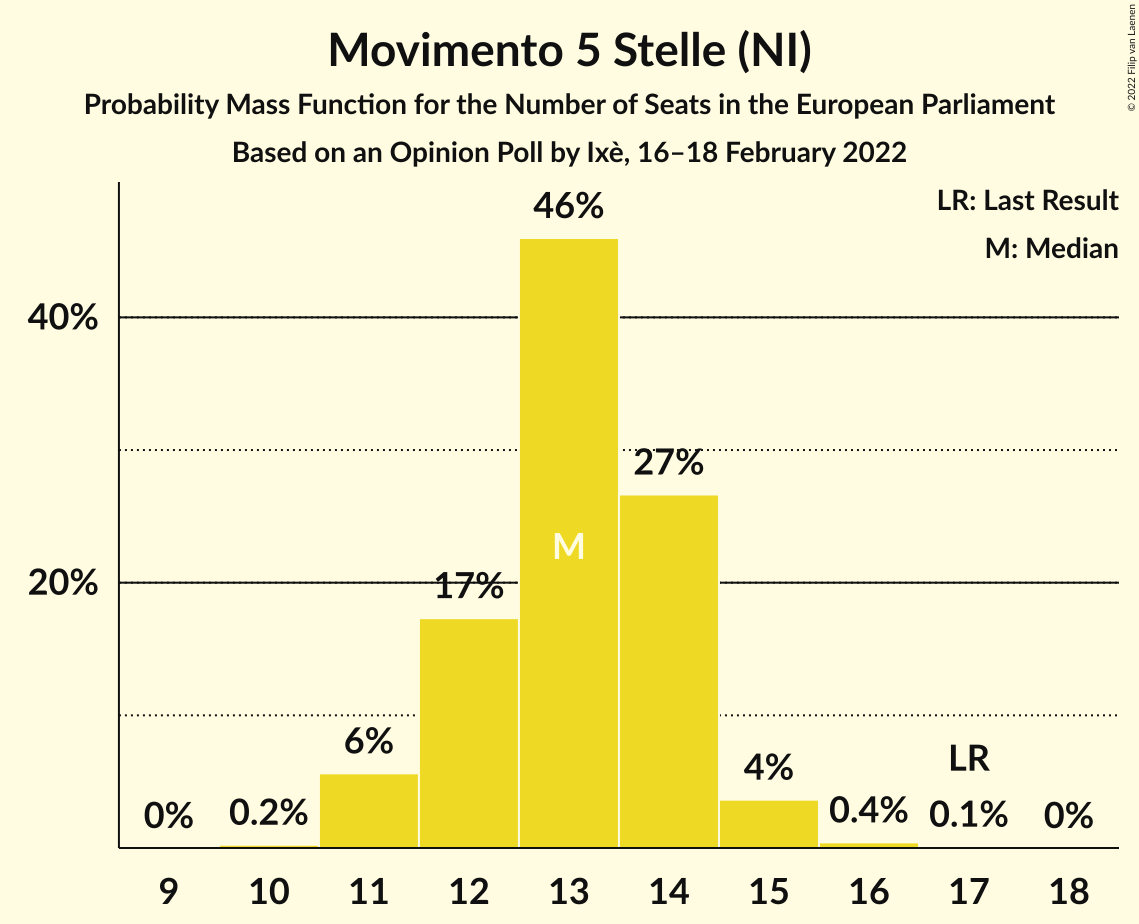 Movimento 5 Stelle (NI)
Probability Mass Function for the Number of Seats in the European Parliament
Based on an Opinion Poll by Ixè, 16–18 February 2022
© 2022 Filip van Laenen
LR: Last Result
M: Median
46%
40%
27%
M
20%
17%
6%
4%
LR
0%
0.2%
0.4%
0.1%
0%
9 10 11 12 13 14 15 16 17 18